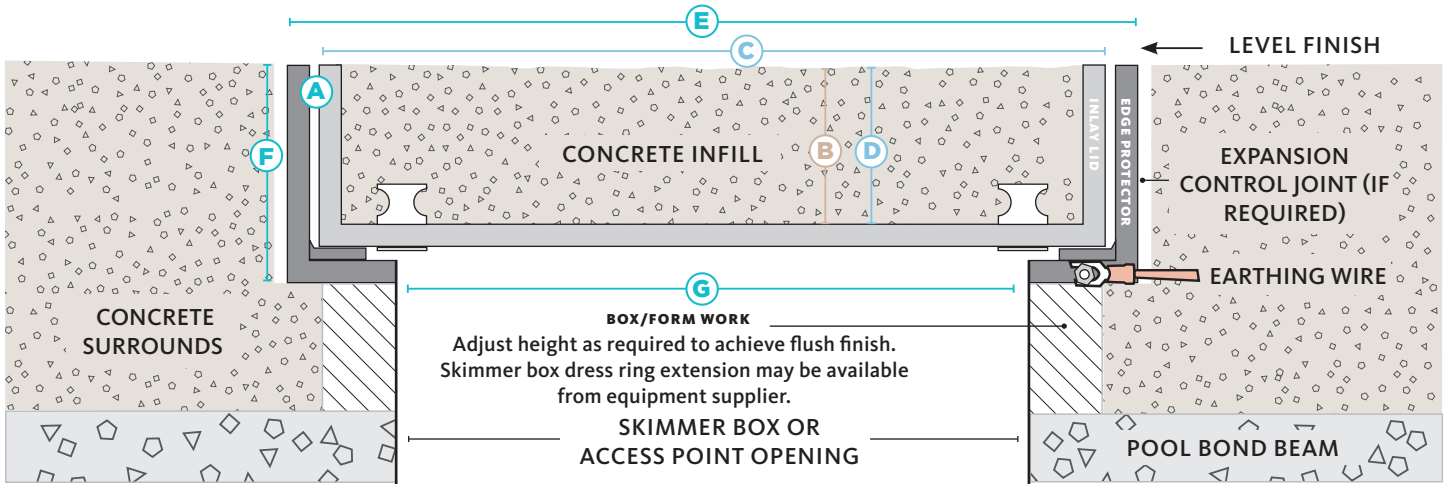 E
C
LEVEL FINISH
A
INLAY LID
EDGE PROTECTOR
F
CONCRETE INFILL
B
D
EXPANSION
CONTROL JOINT (IF
REQUIRED)
EARTHING WIRE
G
CONCRETE
SURROUNDS
BOX/FORM WORK
Adjust height as required to achieve flush finish.
Skimmer box dress ring extension may be available
from equipment supplier.
SKIMMER BOX OR
ACCESS POINT OPENING
POOL BOND BEAM